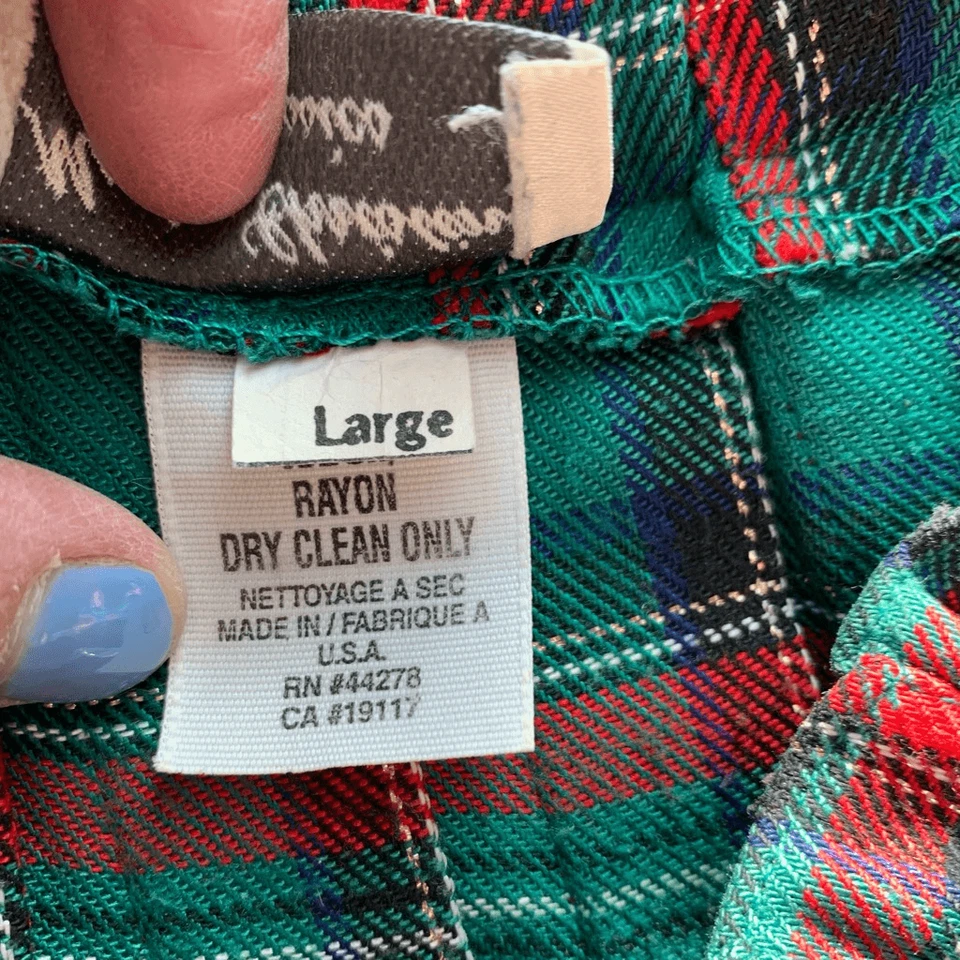 Large
RAYON
DRY CLEAN ONLY
NETTOYAGE A SEC
MADE IN / FABRIQUE A
U.S.A.
RN #44278
CA #19117